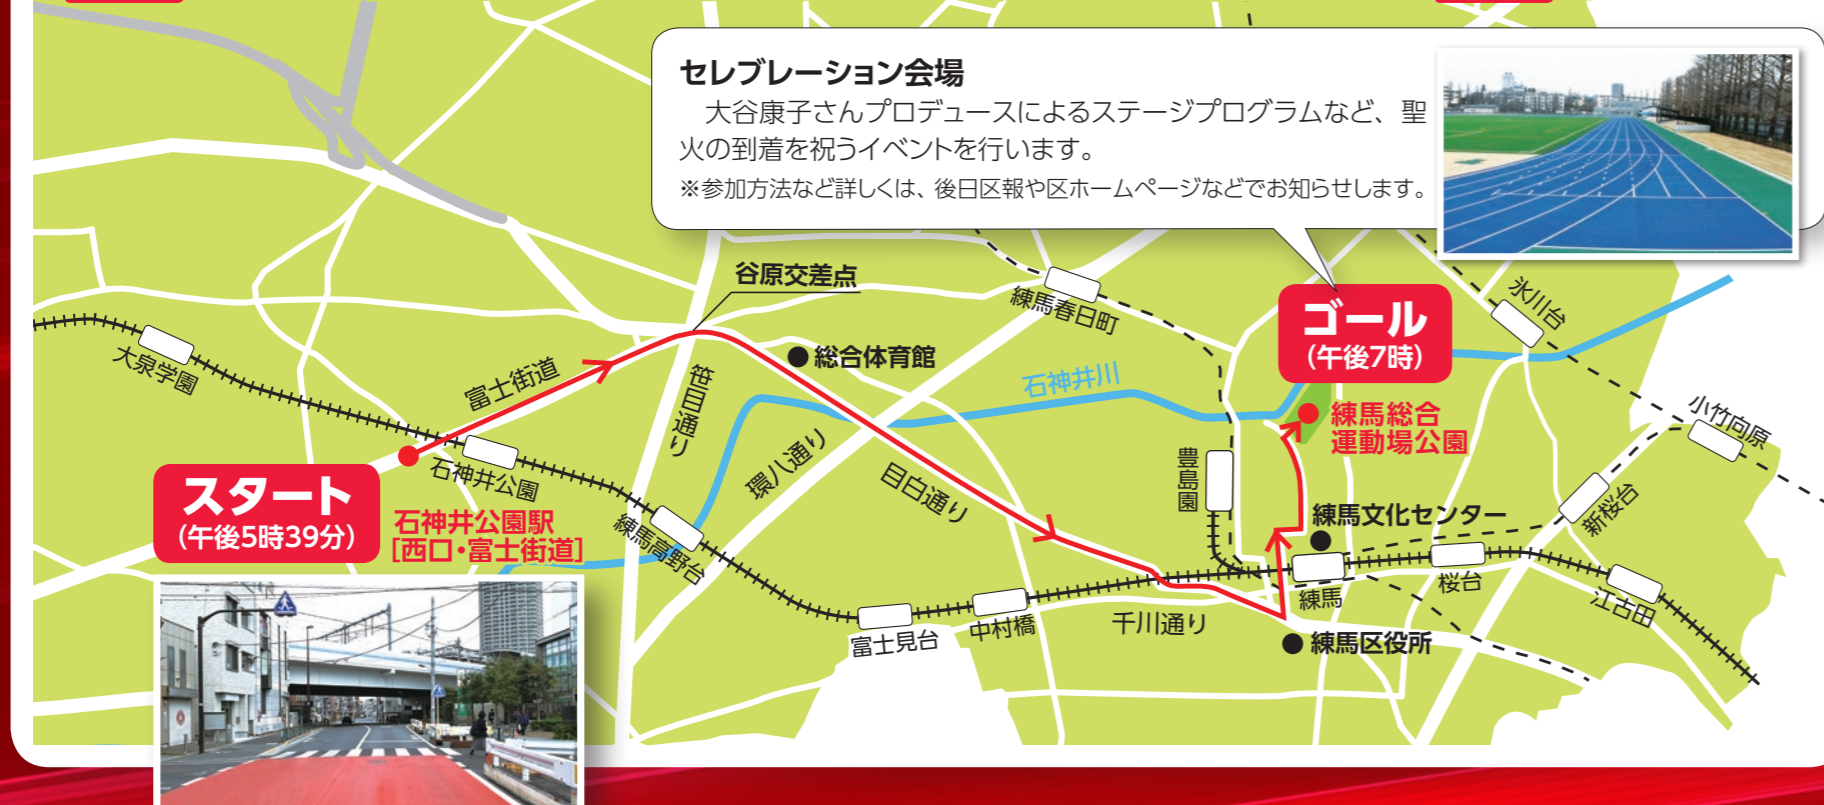 セレブレーション会場
大谷康子さんプロデュースによるステージプログラムなど、聖
火の到着を祝うイベントを行います。
※参加方法など詳しくは、後日区報や区ホームページなどでお知らせします。
谷原交差点
練馬春日町
氷川台
ゴール
(午後7時)
大泉学園
富士街道
笹目通り
総合体育館
石神井川
練馬総合
運動場公園
小竹向原
環八通り
目白通り
豊島園
石神井公園
スタート
(午後5時39分)
石神井公園駅
[西口・富士街道]
練馬高野台
練馬文化センター
新桜台
富士見台
中村橋
千川通り
練馬
桜台
江古田
練馬区役所